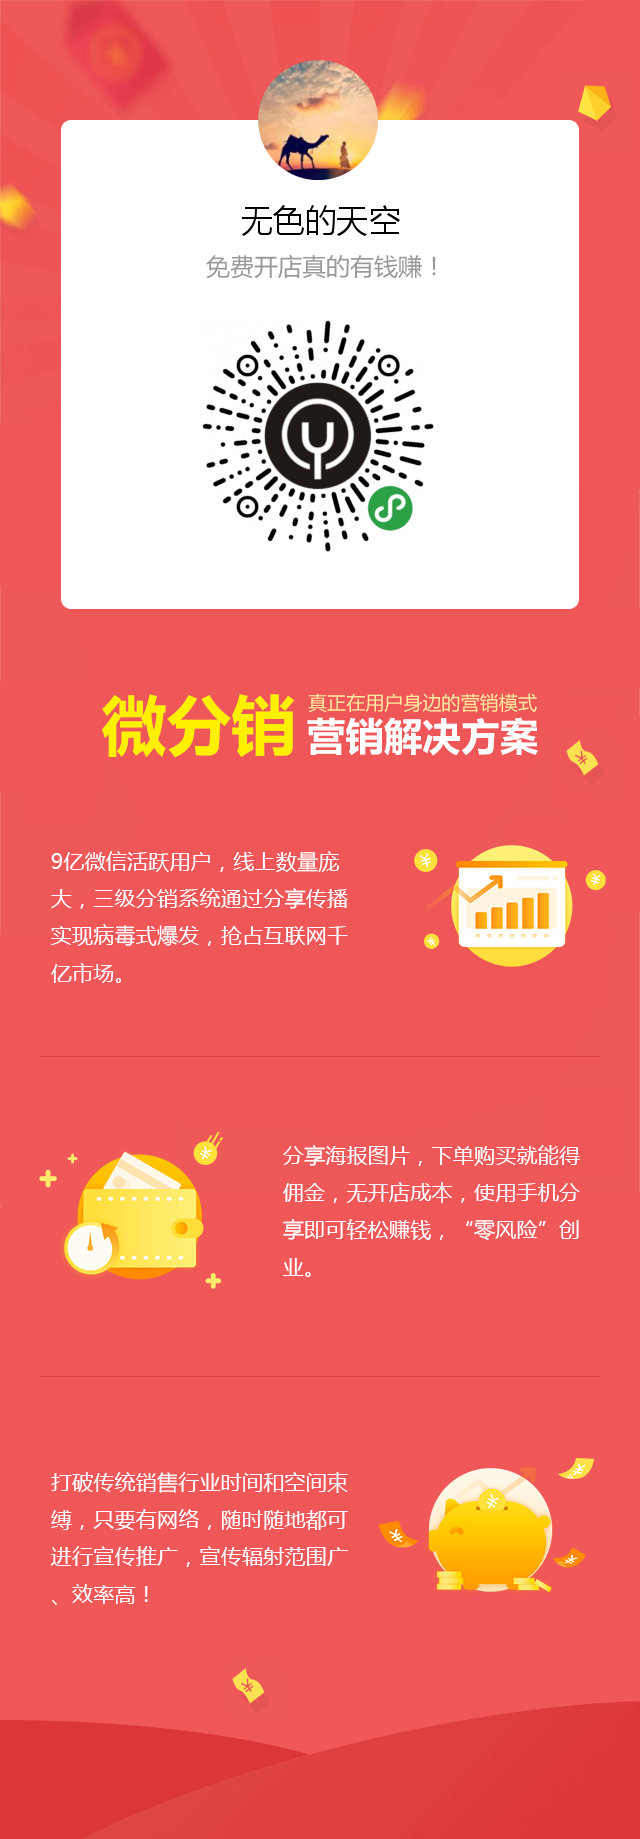 无色的天空
免费开店真的有钱赚！
微分销
真正在用户身边的营销模式
营销解决方案
9亿微信活跃用户，线上数量庞
大，三级分销系统通过分享传播
实现病毒式爆发，抢占互联网千
亿市场。
分享海报图片，下单购买就能得
佣金，无开店成本，使用手机分
享即可轻松赚钱，“零风险”创
业。
打破传统销售行业时间和空间束
缚，只要有网络，随时随地都可
进行宣传推广，宣传辐射范围广
、效率高！